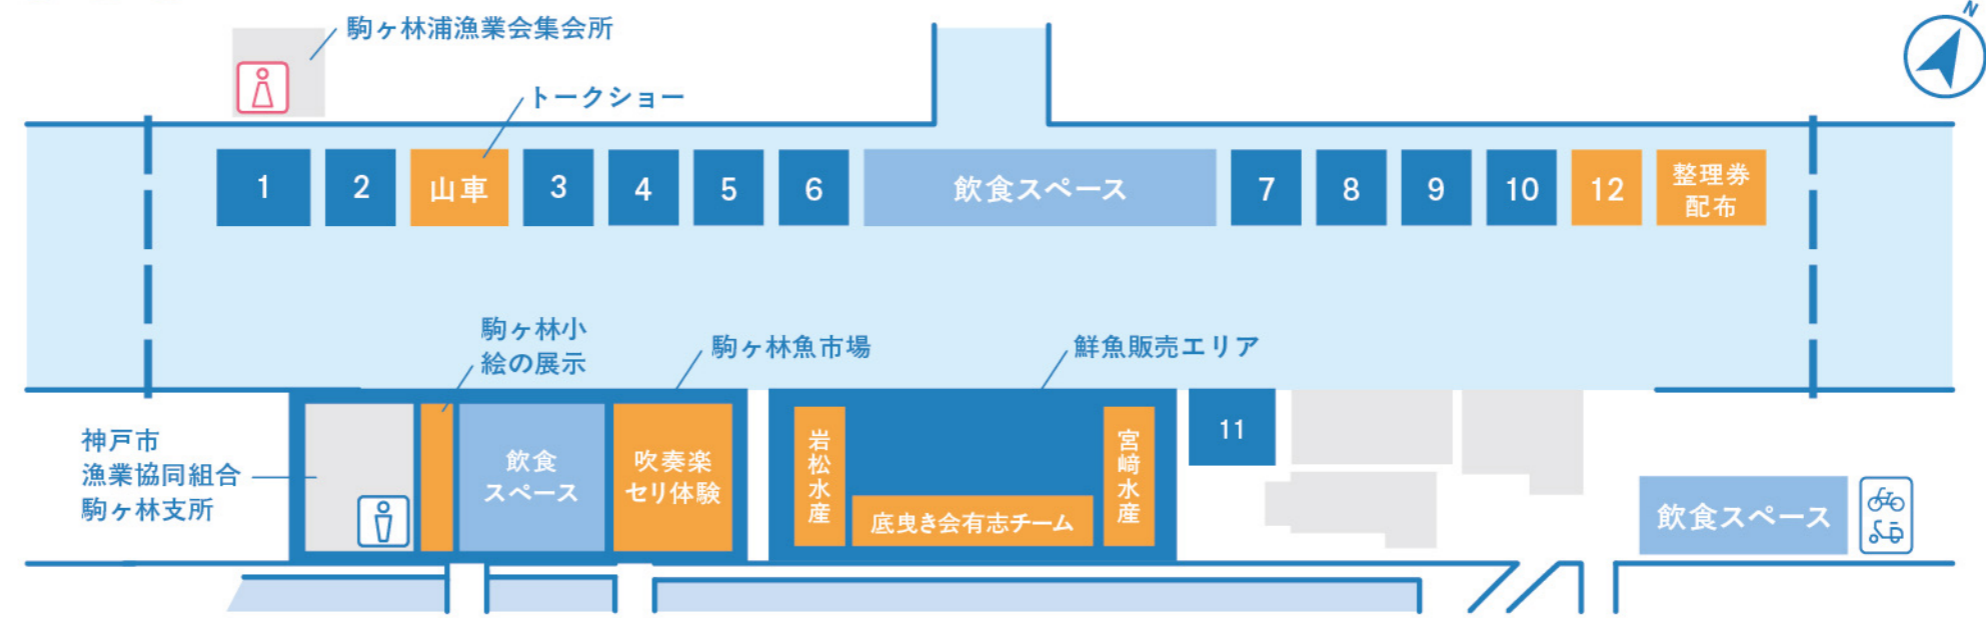 N
駒ヶ林浦漁業会集会所
トークショー
1
2
山車
3
4
5
6
飲食スペース
7
8
9
10
12
整理券
配布
駒ヶ林小
絵の展示
駒ヶ林魚市場
鮮魚販売エリア
神戸市
漁業協同組合
駒ヶ林支所
飲食
スペース
吹奏楽
セリ体験
岩松水産
底曳き会有志チーム
宮﨑水産
11
飲食スペース